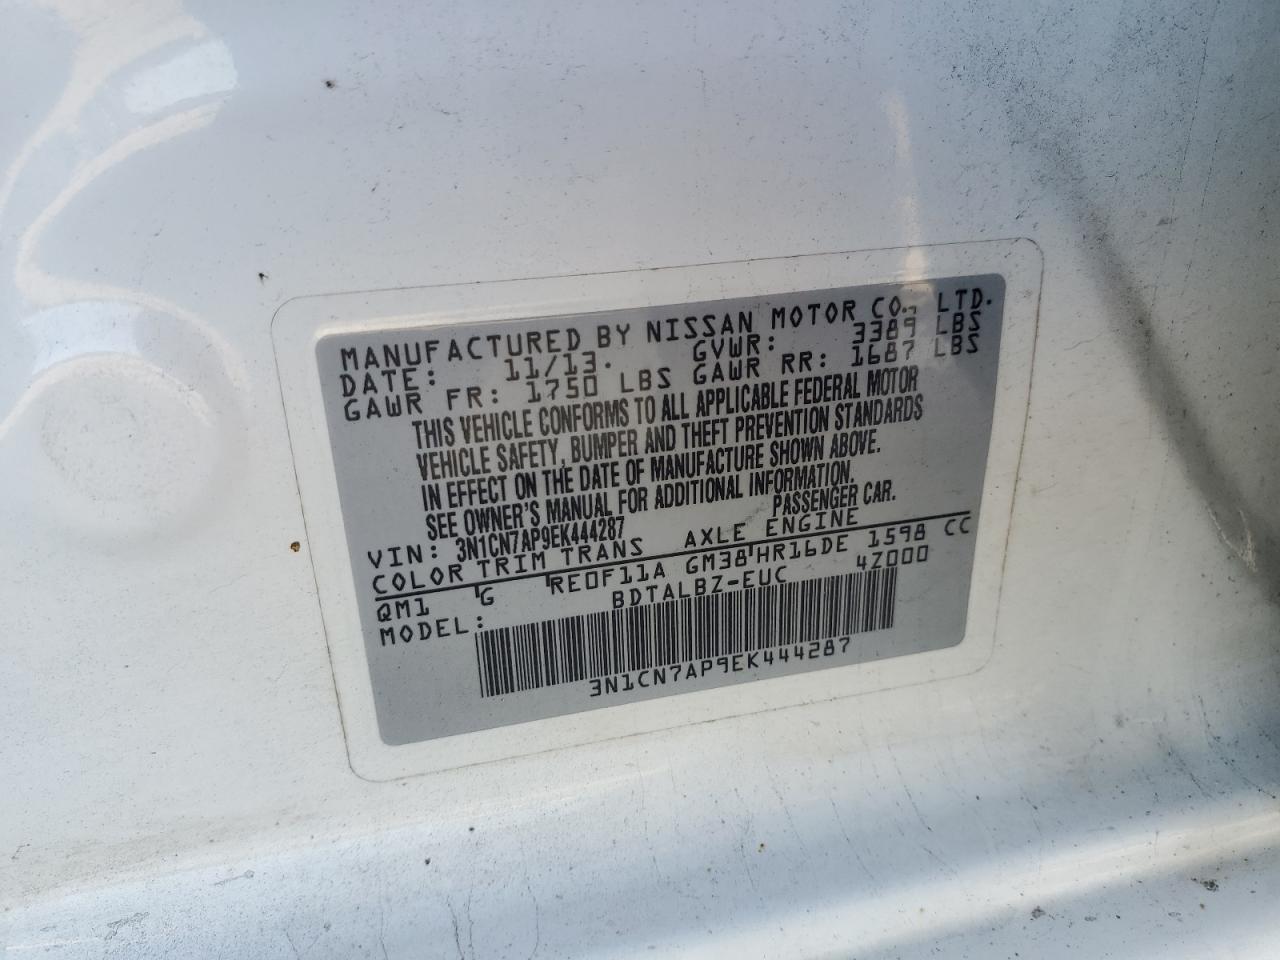 MANUFACTURED BY NISSAN MOTOR CO., LTD.
DATE: 11/13. GVWR: 3389 LBS
GAWR FR: 1750 LBS GAWR RR: 1687 LBS
THIS VEHICLE CONFORMS TO ALL APPLICABLE FEDERAL MOTOR
VEHICLE SAFETY, BUMPER AND THEFT PREVENTION STANDARDS
IN EFFECT ON THE DATE OF MANUFACTURE SHOWN ABOVE.
SEE OWNER'S MANUAL FOR ADDITIONAL INFORMATION.
VIN: 3N1CN7AP9EK444287 PASSENGER CAR.
COLOR TRIM TRANS AXLE ENGINE
QM1 G RE0F11A GM38 HR16DE 1598 CC
MODEL: BDTALBZ-EUC 4Z000
3N1CN7AP9EK444287